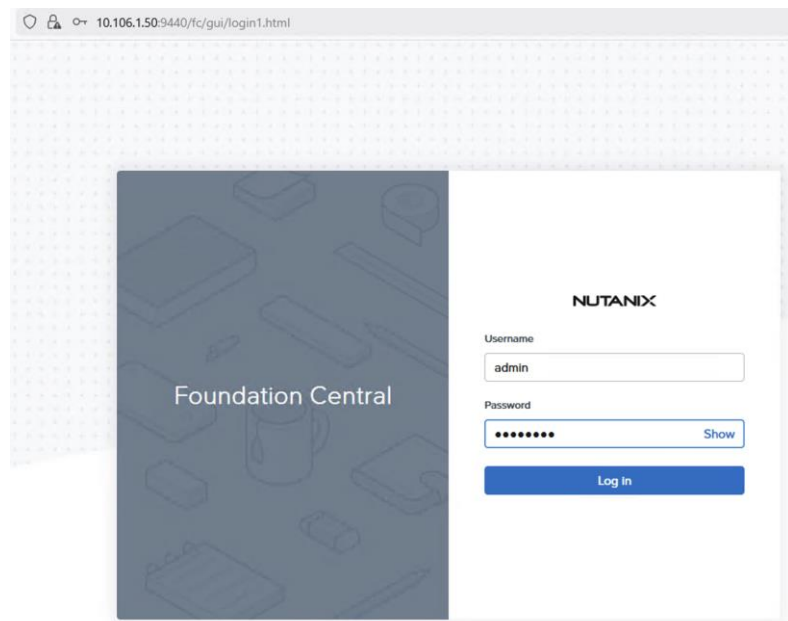 10.106.1.50:9440/fc/gui/login1.html
Foundation Central
NUTANIX
Username
admin
Password
●●●●●●●●
Show
Log In